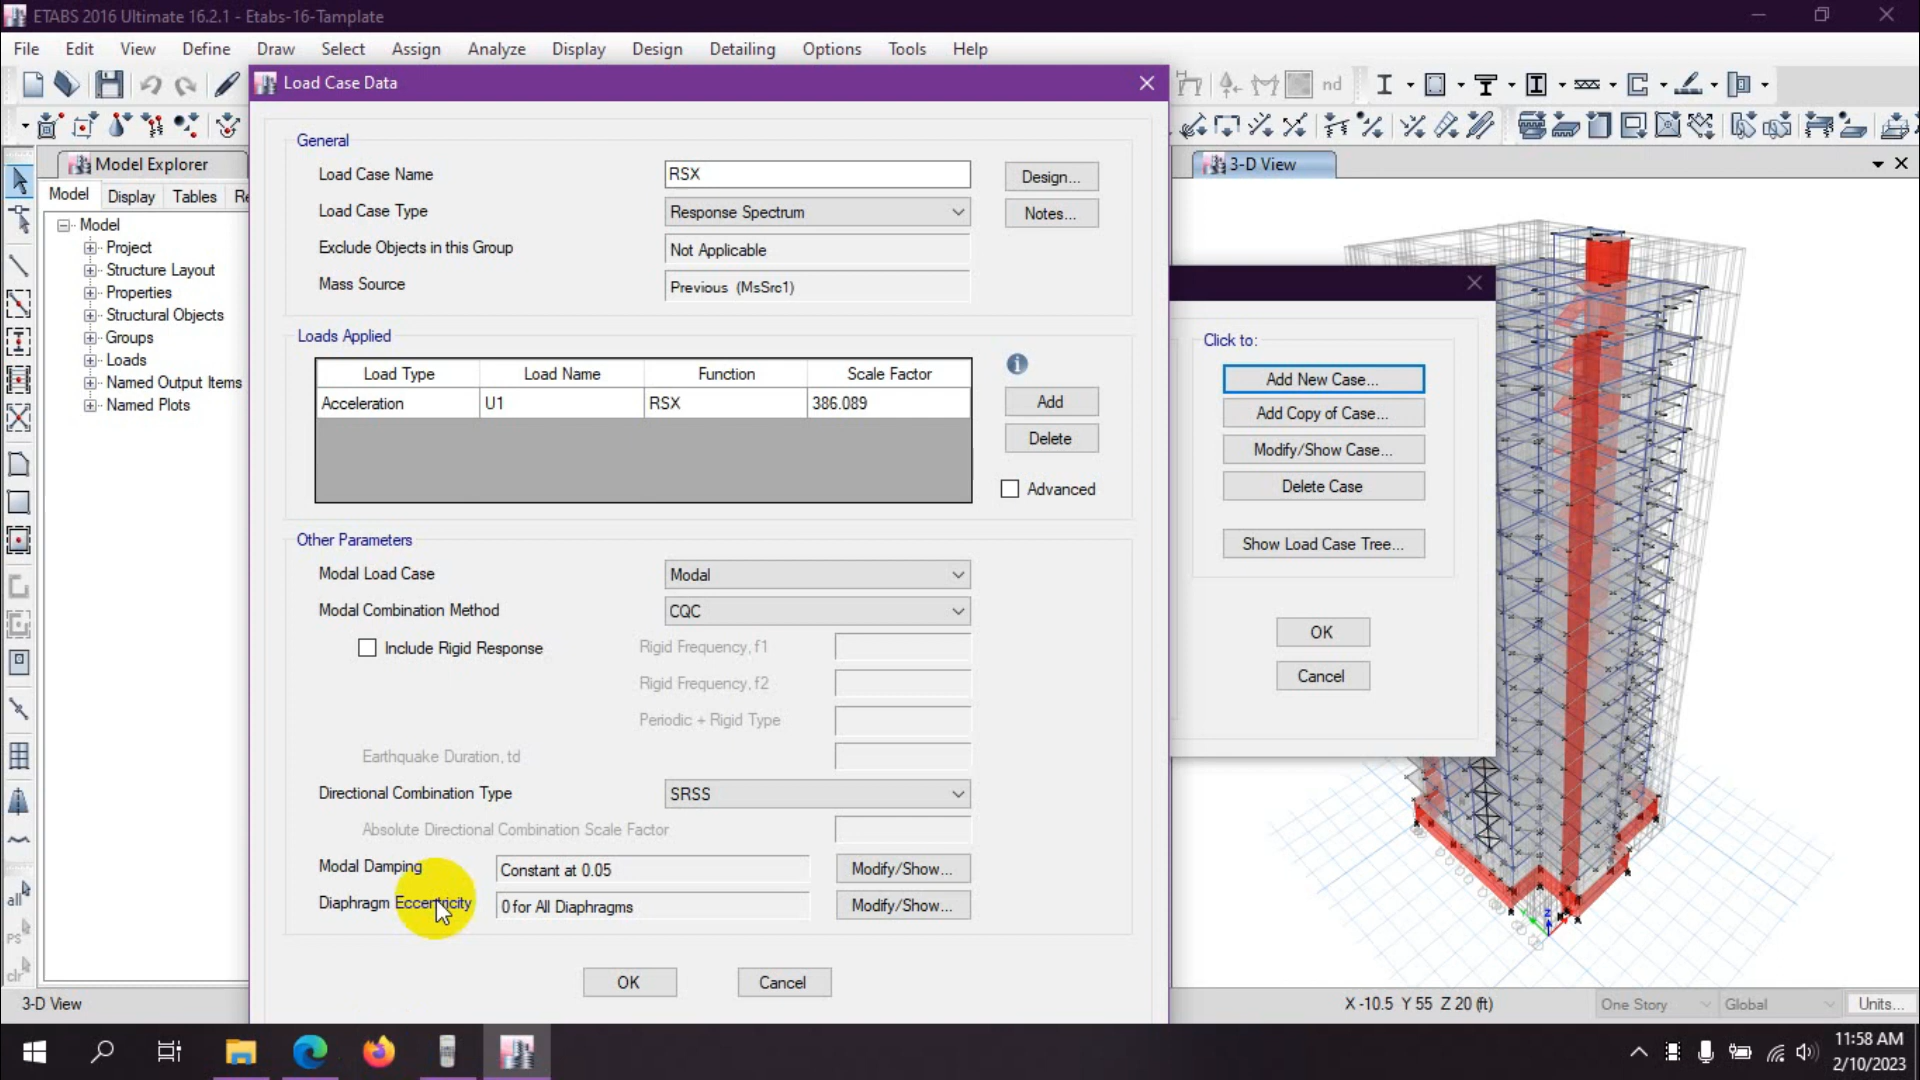 ETABS 2016 Ultimate 16.2.1 - Etabs-16-Tamplate
File Edit View Define Draw Select Assign Analyze Display Design Detailing Options Tools Help
Load Case Data
nd
Model Explorer
3-D View
Model Display Tables Re
Model
Project
Structure Layout
Properties
Structural Objects
Groups
Loads
Named Output Items
Named Plots
General
Load Case Name RSX Design...
Load Case Type Response Spectrum Notes...
Exclude Objects in this Group Not Applicable
Mass Source Previous (MsSrc1)
Loads Applied
Load Type Load Name Function Scale Factor
Acceleration U1 RSX 386.089
Add
Delete
Advanced
Other Parameters
Modal Load Case Modal
Modal Combination Method CQC
Include Rigid Response Rigid Frequency, f1
Rigid Frequency, f2
Periodic + Rigid Type
Earthquake Duration, td
Directional Combination Type SRSS
Absolute Directional Combination Scale Factor
Modal Damping Constant at 0.05 Modify/Show...
Diaphragm Eccentricity 0 for All Diaphragms Modify/Show...
OK Cancel
Click to:
Add New Case...
Add Copy of Case...
Modify/Show Case...
Delete Case
Show Load Case Tree...
OK
Cancel
all
ps
clr
3-D View
X -10.5 Y 55 Z 20 (ft)
One Story Global Units...
11:58 AM
2/10/2023